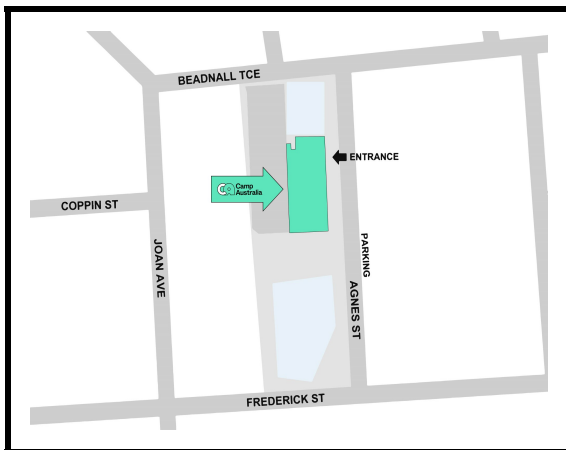 BEADNALL TCE
ENTRANCE
Camp
Australia
COPPIN ST
JOAN AVE
PARKING
AGNES ST
FREDERICK ST